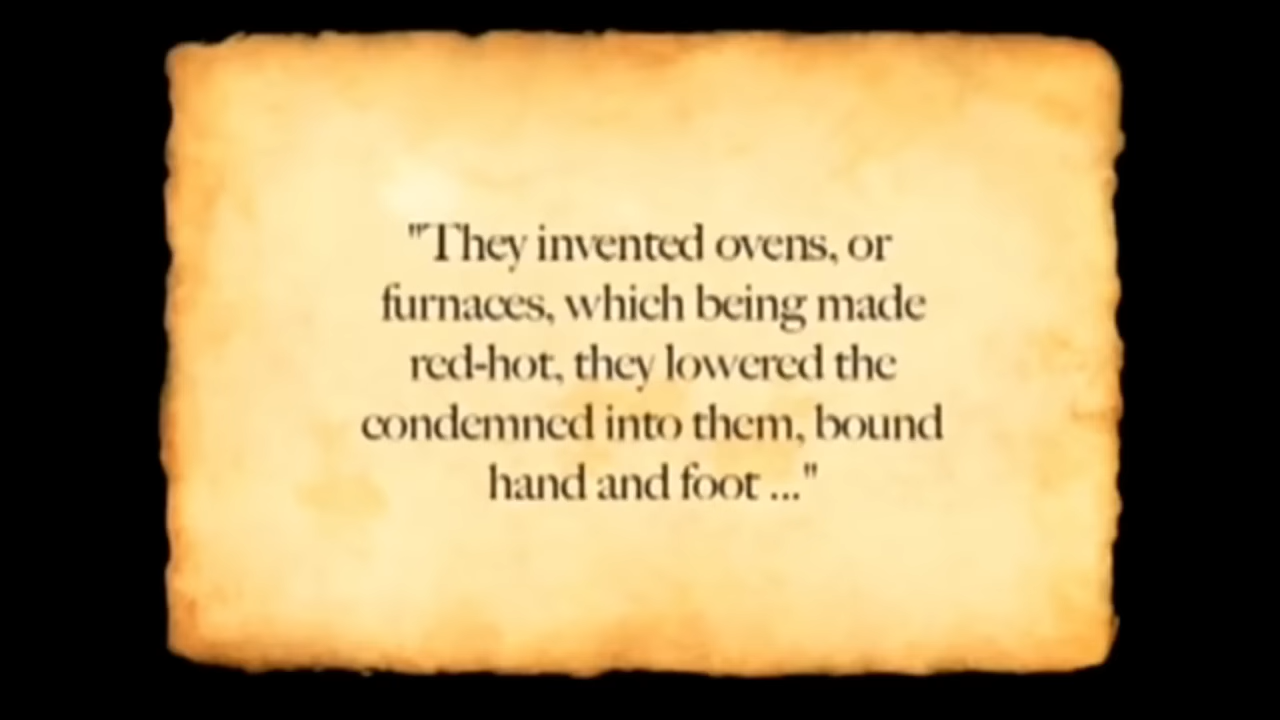 "They invented ovens, or
furnaces, which being made
red-hot, they lowered the
condemned into them, bound
hand and foot ..."